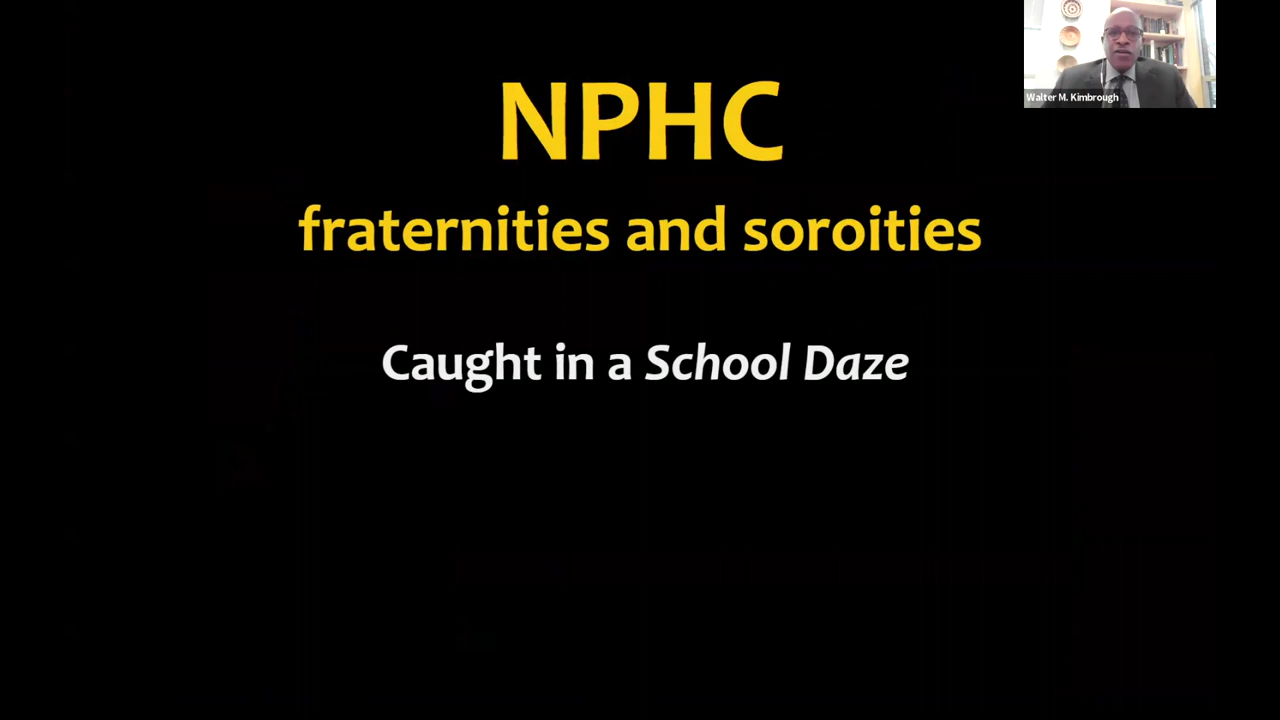 NPHC
fraternities and soroities
Caught in a School Daze
Walter M. Kimbrough